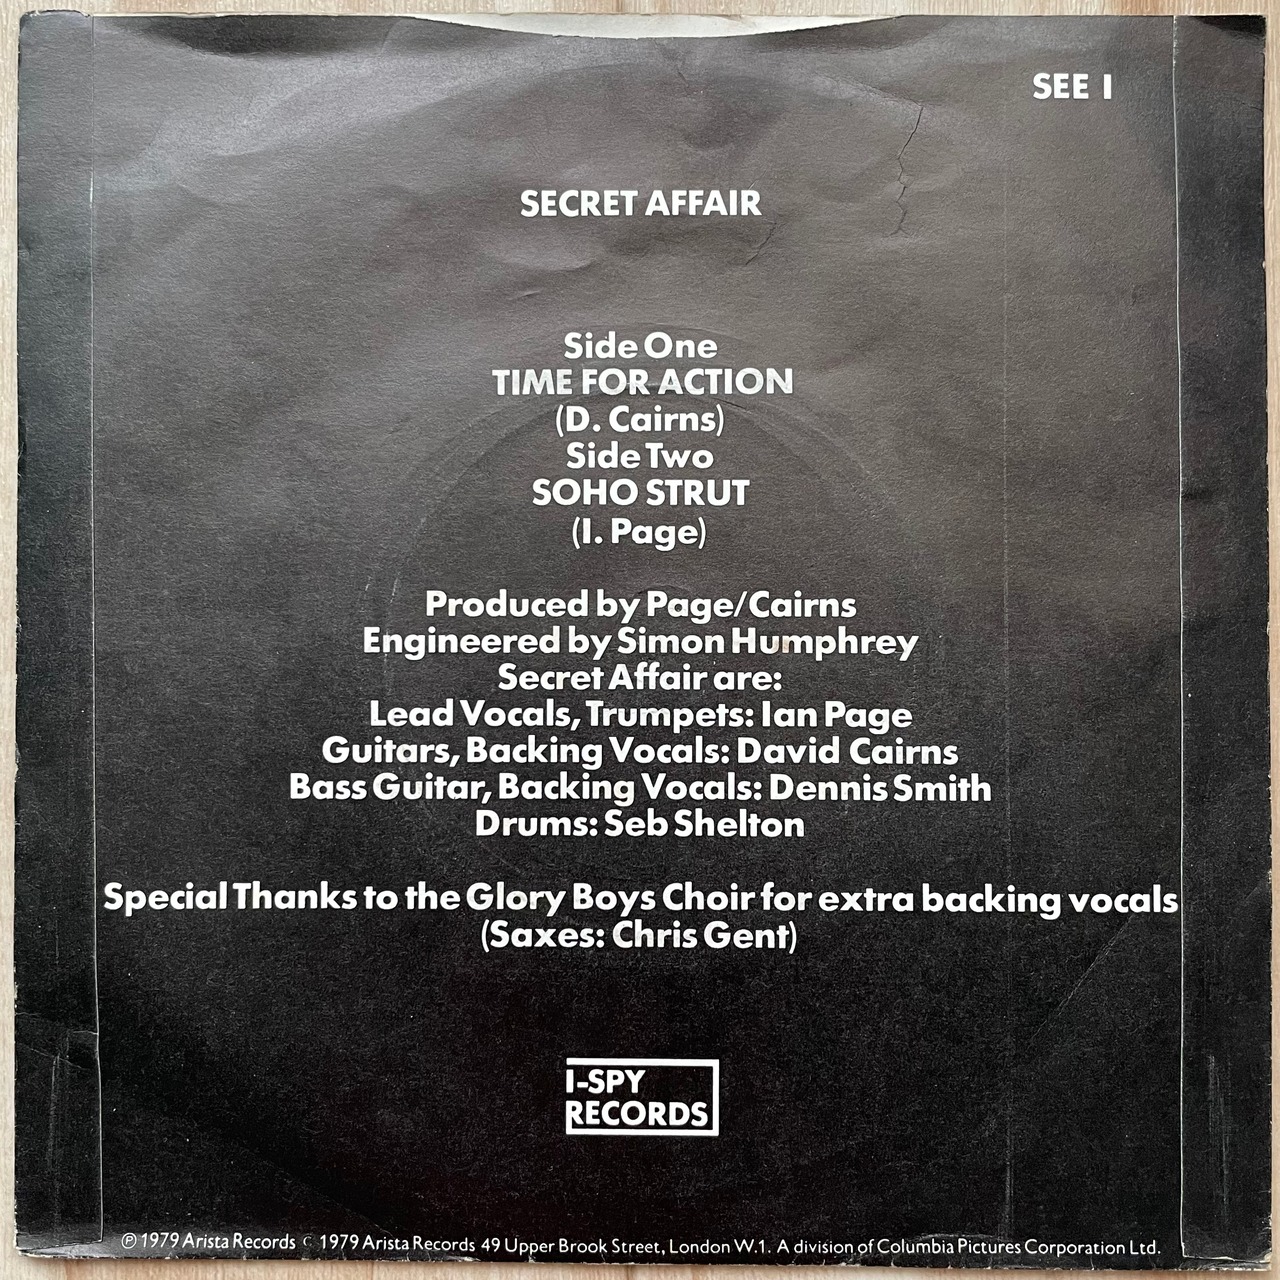 SEE 1
SECRET AFFAIR
Side One
TIME FOR ACTION
(D. Cairns)
Side Two
SOHO STRUT
(I. Page)
Produced by Page/Cairns
Engineered by Simon Humphrey
Secret Affair are:
Lead Vocals, Trumpets: Ian Page
Guitars, Backing Vocals: David Cairns
Bass Guitar, Backing Vocals: Dennis Smith
Drums: Seb Shelton
Special Thanks to the Glory Boys Choir for extra backing vocals
(Saxes: Chris Gent)
I-SPY
RECORDS
℗ 1979 Arista Records © 1979 Arista Records 49 Upper Brook Street, London W.1. A division of Columbia Pictures Corporation Ltd.